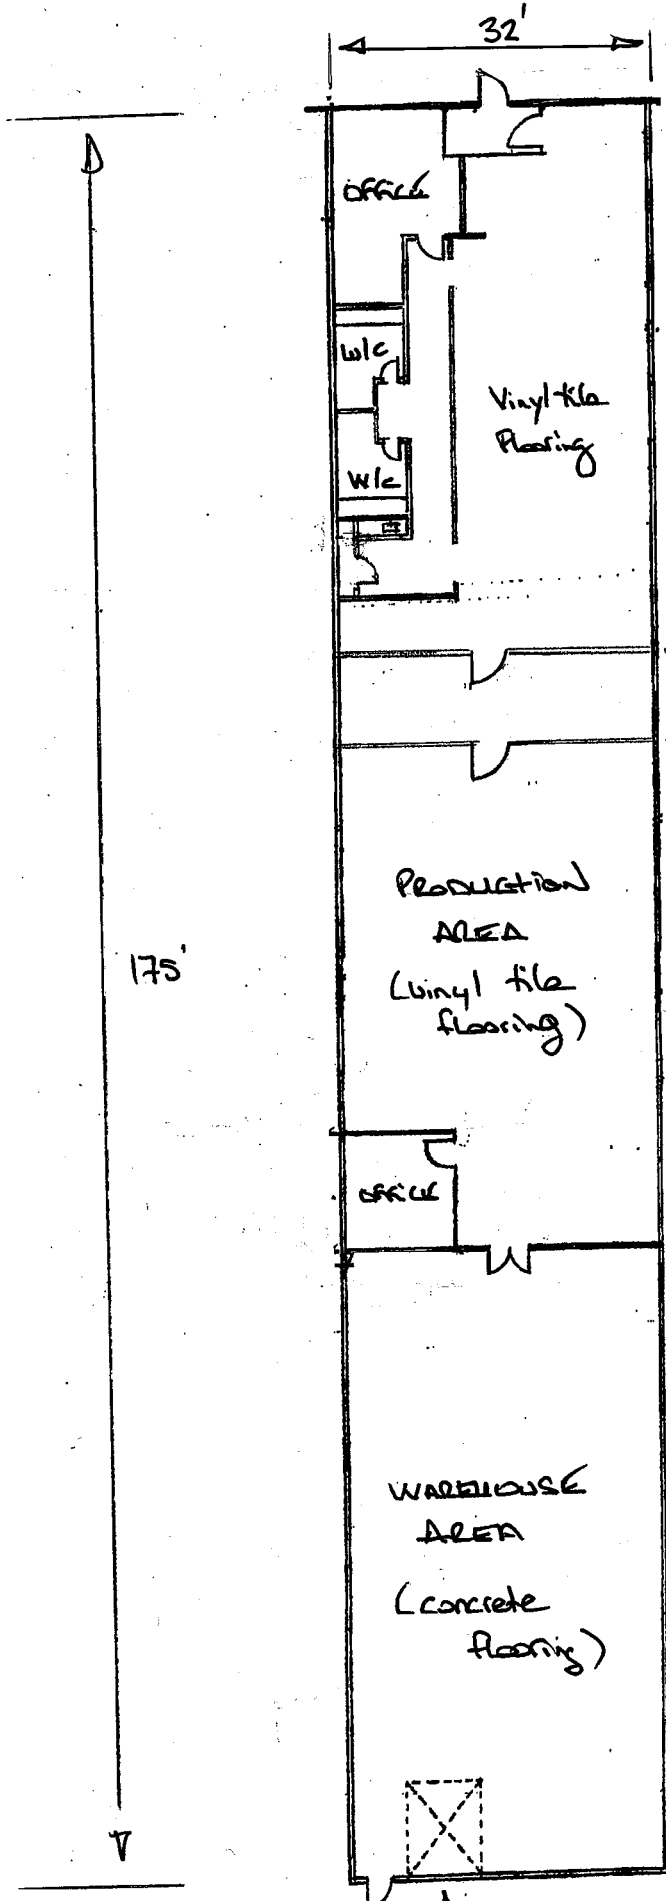 32'
OFFICE
W/C
Vinyl tile
Flooring
W/C
PRODUCTION
AREA
175'
(vinyl tile
flooring)
OFFICE
WAREHOUSE
AREA
(concrete
flooring)